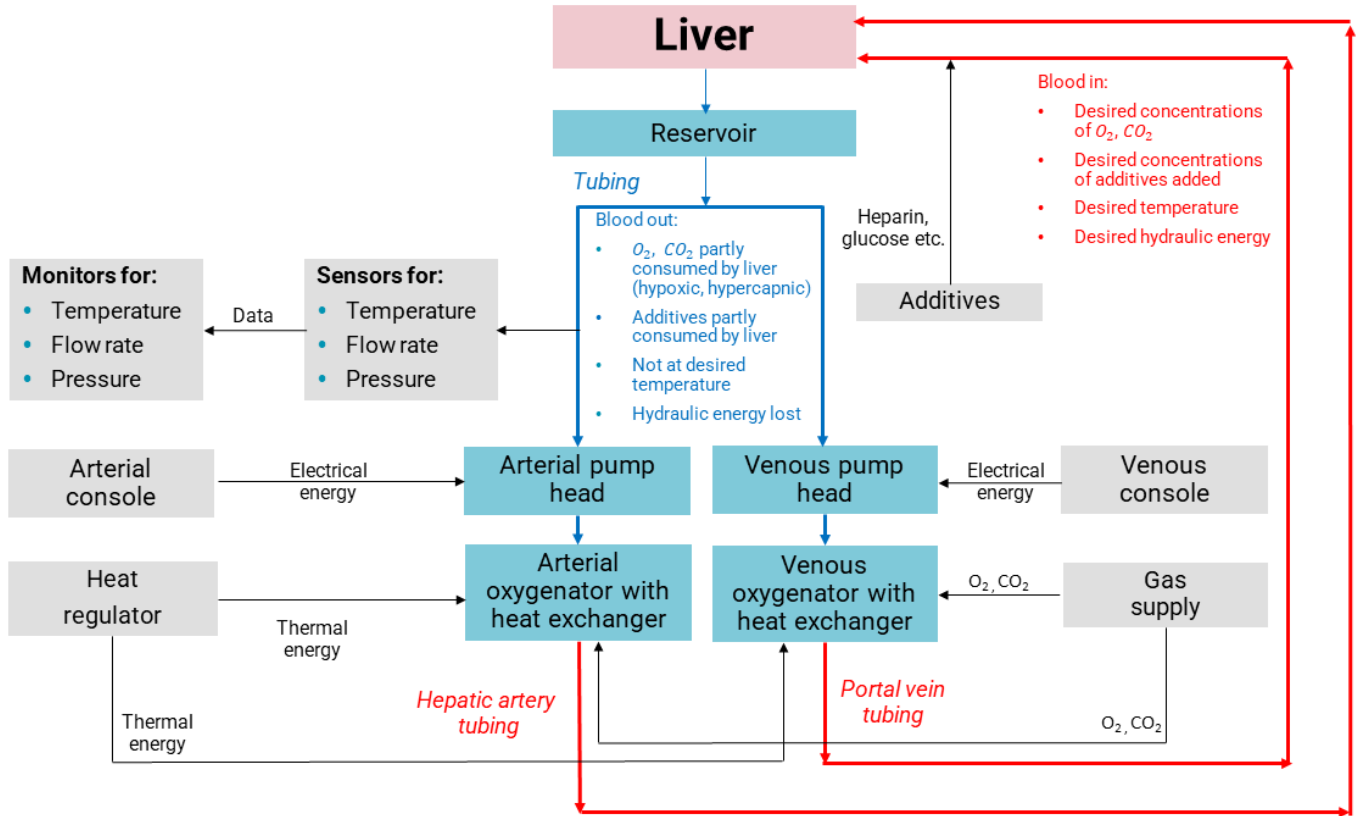 Liver
Reservoir
Tubing
Blood out:
• O₂, CO₂ partly
consumed by liver
(hypoxic, hypercapnic)
• Additives partly
consumed by liver
• Not at desired
temperature
• Hydraulic energy lost
Blood in:
• Desired concentrations
of O₂, CO₂
• Desired concentrations
of additives added
• Desired temperature
• Desired hydraulic energy
Heparin,
glucose etc.
Additives
Monitors for:
• Temperature
• Flow rate
• Pressure
Data
Sensors for:
• Temperature
• Flow rate
• Pressure
Arterial
console
Electrical
energy
Arterial pump
head
Venous pump
head
Electrical
energy
Venous
console
Heat
regulator
Thermal
energy
Arterial
oxygenator with
heat exchanger
Venous
oxygenator with
heat exchanger
O₂, CO₂
Gas
supply
Thermal
energy
Hepatic artery
tubing
Portal vein
tubing
O₂, CO₂